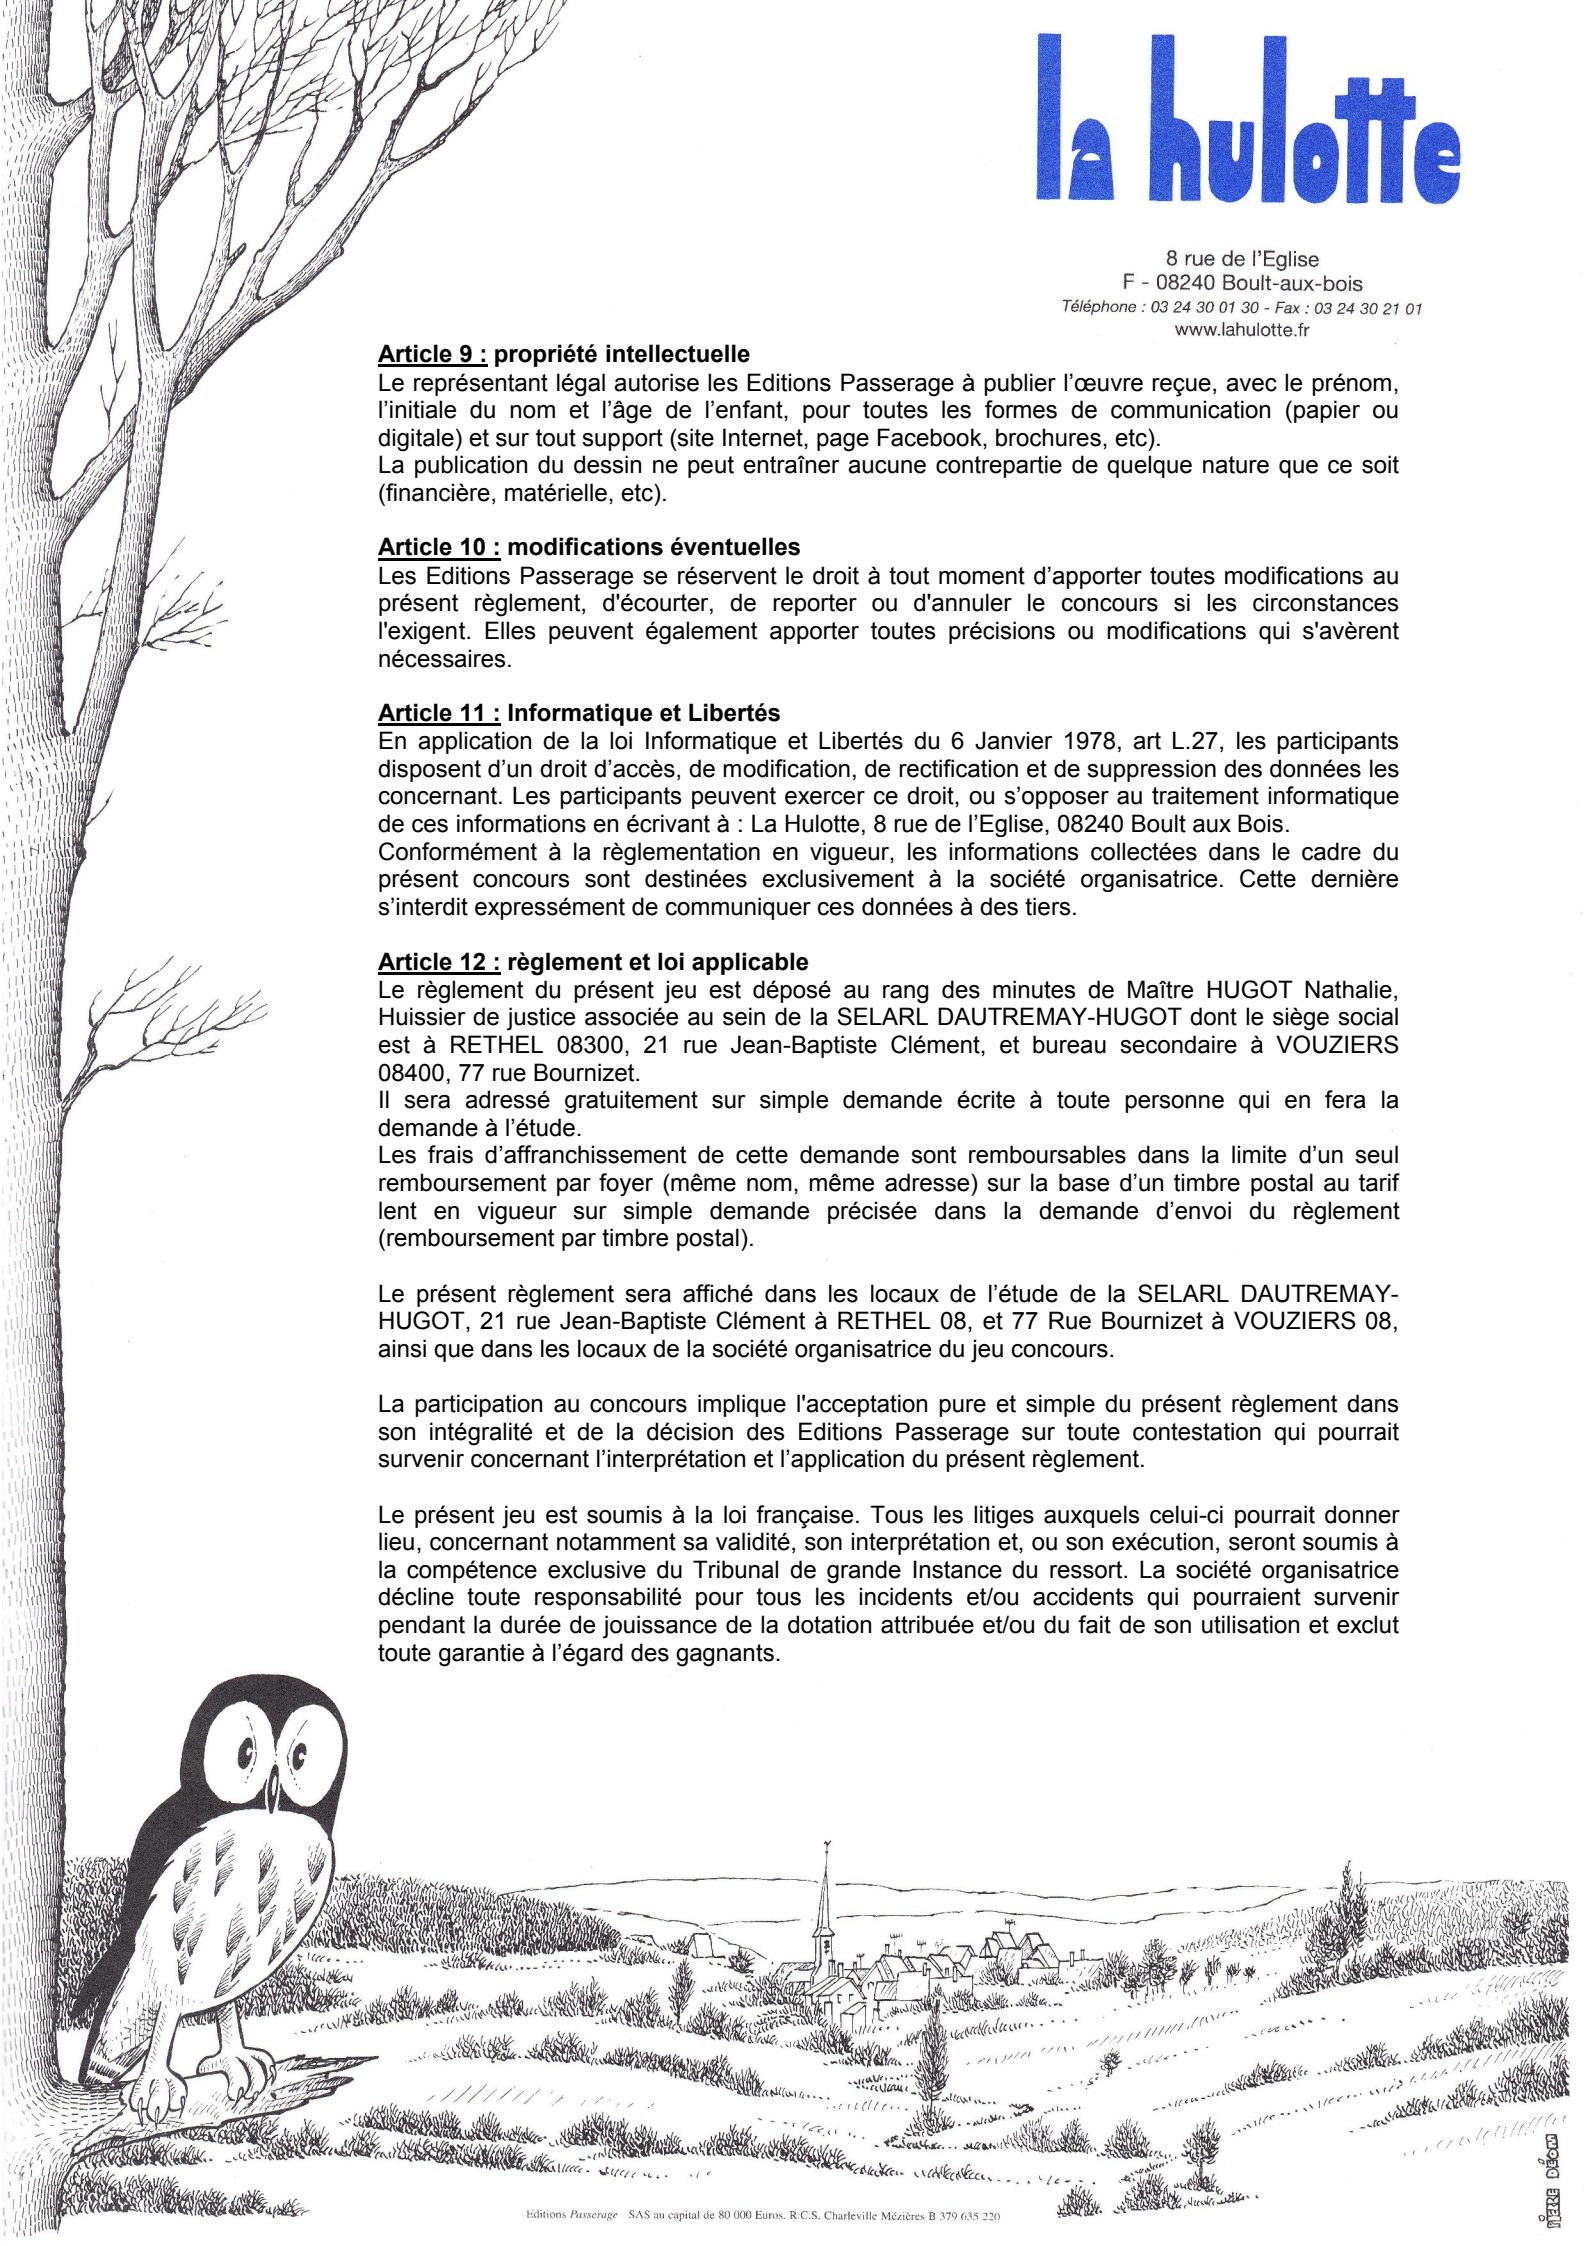 la hulotte
8 rue de l'Eglise
F - 08240 Boult-aux-bois
Téléphone : 03 24 30 01 30 - Fax : 03 24 30 21 01
www.lahulotte.fr
Article 9 : propriété intellectuelle
Le représentant légal autorise les Editions Passerage à publier l’œuvre reçue, avec le prénom,
l’initiale du nom et l’âge de l’enfant, pour toutes les formes de communication (papier ou
digitale) et sur tout support (site Internet, page Facebook, brochures, etc).
La publication du dessin ne peut entraîner aucune contrepartie de quelque nature que ce soit
(financière, matérielle, etc).
Article 10 : modifications éventuelles
Les Editions Passerage se réservent le droit à tout moment d’apporter toutes modifications au
présent règlement, d'écourter, de reporter ou d'annuler le concours si les circonstances
l'exigent. Elles peuvent également apporter toutes précisions ou modifications qui s'avèrent
nécessaires.
Article 11 : Informatique et Libertés
En application de la loi Informatique et Libertés du 6 Janvier 1978, art L.27, les participants
disposent d’un droit d’accès, de modification, de rectification et de suppression des données les
concernant. Les participants peuvent exercer ce droit, ou s’opposer au traitement informatique
de ces informations en écrivant à : La Hulotte, 8 rue de l’Eglise, 08240 Boult aux Bois.
Conformément à la règlementation en vigueur, les informations collectées dans le cadre du
présent concours sont destinées exclusivement à la société organisatrice. Cette dernière
s’interdit expressément de communiquer ces données à des tiers.
Article 12 : règlement et loi applicable
Le règlement du présent jeu est déposé au rang des minutes de Maître HUGOT Nathalie,
Huissier de justice associée au sein de la SELARL DAUTREMAY-HUGOT dont le siège social
est à RETHEL 08300, 21 rue Jean-Baptiste Clément, et bureau secondaire à VOUZIERS
08400, 77 rue Bournizet.
Il sera adressé gratuitement sur simple demande écrite à toute personne qui en fera la
demande à l’étude.
Les frais d’affranchissement de cette demande sont remboursables dans la limite d’un seul
remboursement par foyer (même nom, même adresse) sur la base d’un timbre postal au tarif
lent en vigueur sur simple demande précisée dans la demande d’envoi du règlement
(remboursement par timbre postal).
Le présent règlement sera affiché dans les locaux de l’étude de la SELARL DAUTREMAY-
HUGOT, 21 rue Jean-Baptiste Clément à RETHEL 08, et 77 Rue Bournizet à VOUZIERS 08,
ainsi que dans les locaux de la société organisatrice du jeu concours.
La participation au concours implique l'acceptation pure et simple du présent règlement dans
son intégralité et de la décision des Editions Passerage sur toute contestation qui pourrait
survenir concernant l’interprétation et l’application du présent règlement.
Le présent jeu est soumis à la loi française. Tous les litiges auxquels celui-ci pourrait donner
lieu, concernant notamment sa validité, son interprétation et, ou son exécution, seront soumis à
la compétence exclusive du Tribunal de grande Instance du ressort. La société organisatrice
décline toute responsabilité pour tous les incidents et/ou accidents qui pourraient survenir
pendant la durée de jouissance de la dotation attribuée et/ou du fait de son utilisation et exclut
toute garantie à l’égard des gagnants.
PIERRE DÉOM
Editions Passerage - SAS au capital de 80 000 Euros. R.C.S. Charleville Mézières B 379 635 220